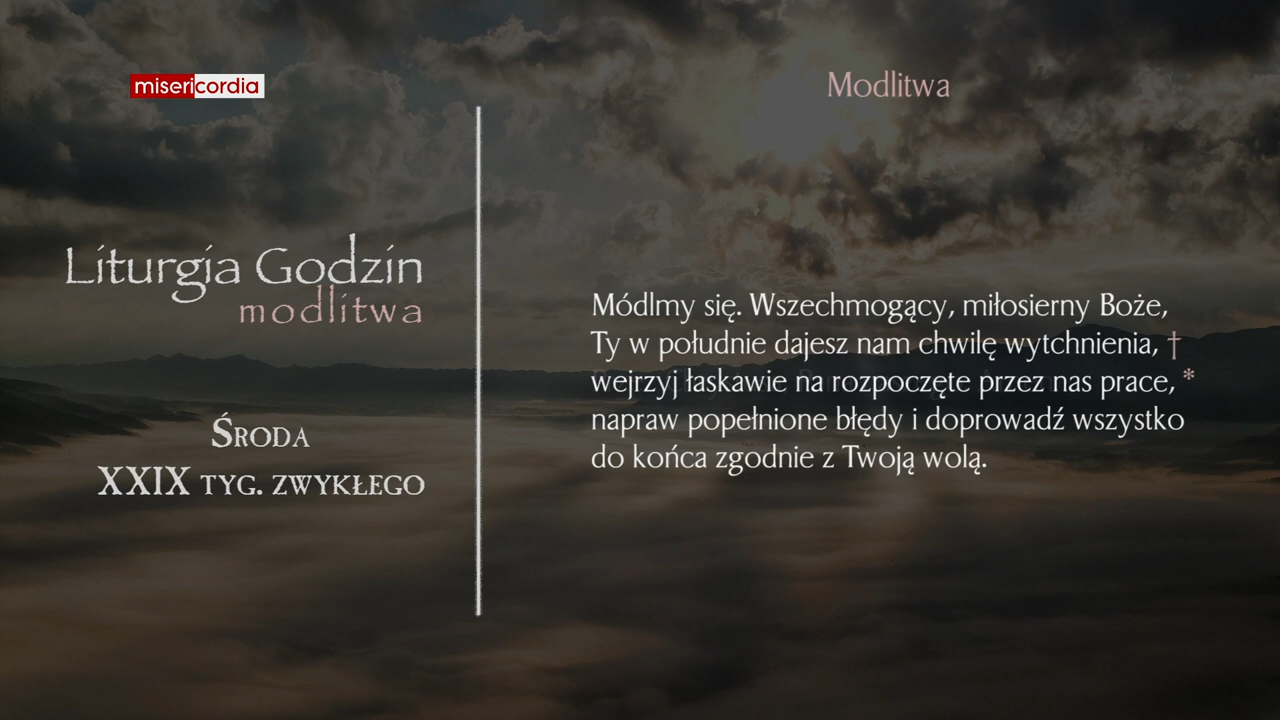 misericordia
Liturgia Godzin
modlitwa
Środa
XXIX tyg. zwykłego
Modlitwa
Módlmy się. Wszechmogący, miłosierny Boże,
Ty w południe dajesz nam chwilę wytchnienia, †
wejrzyj łaskawie na rozpoczęte przez nas prace, *
napraw popełnione błędy i doprowadź wszystko
do końca zgodnie z Twoją wolą.